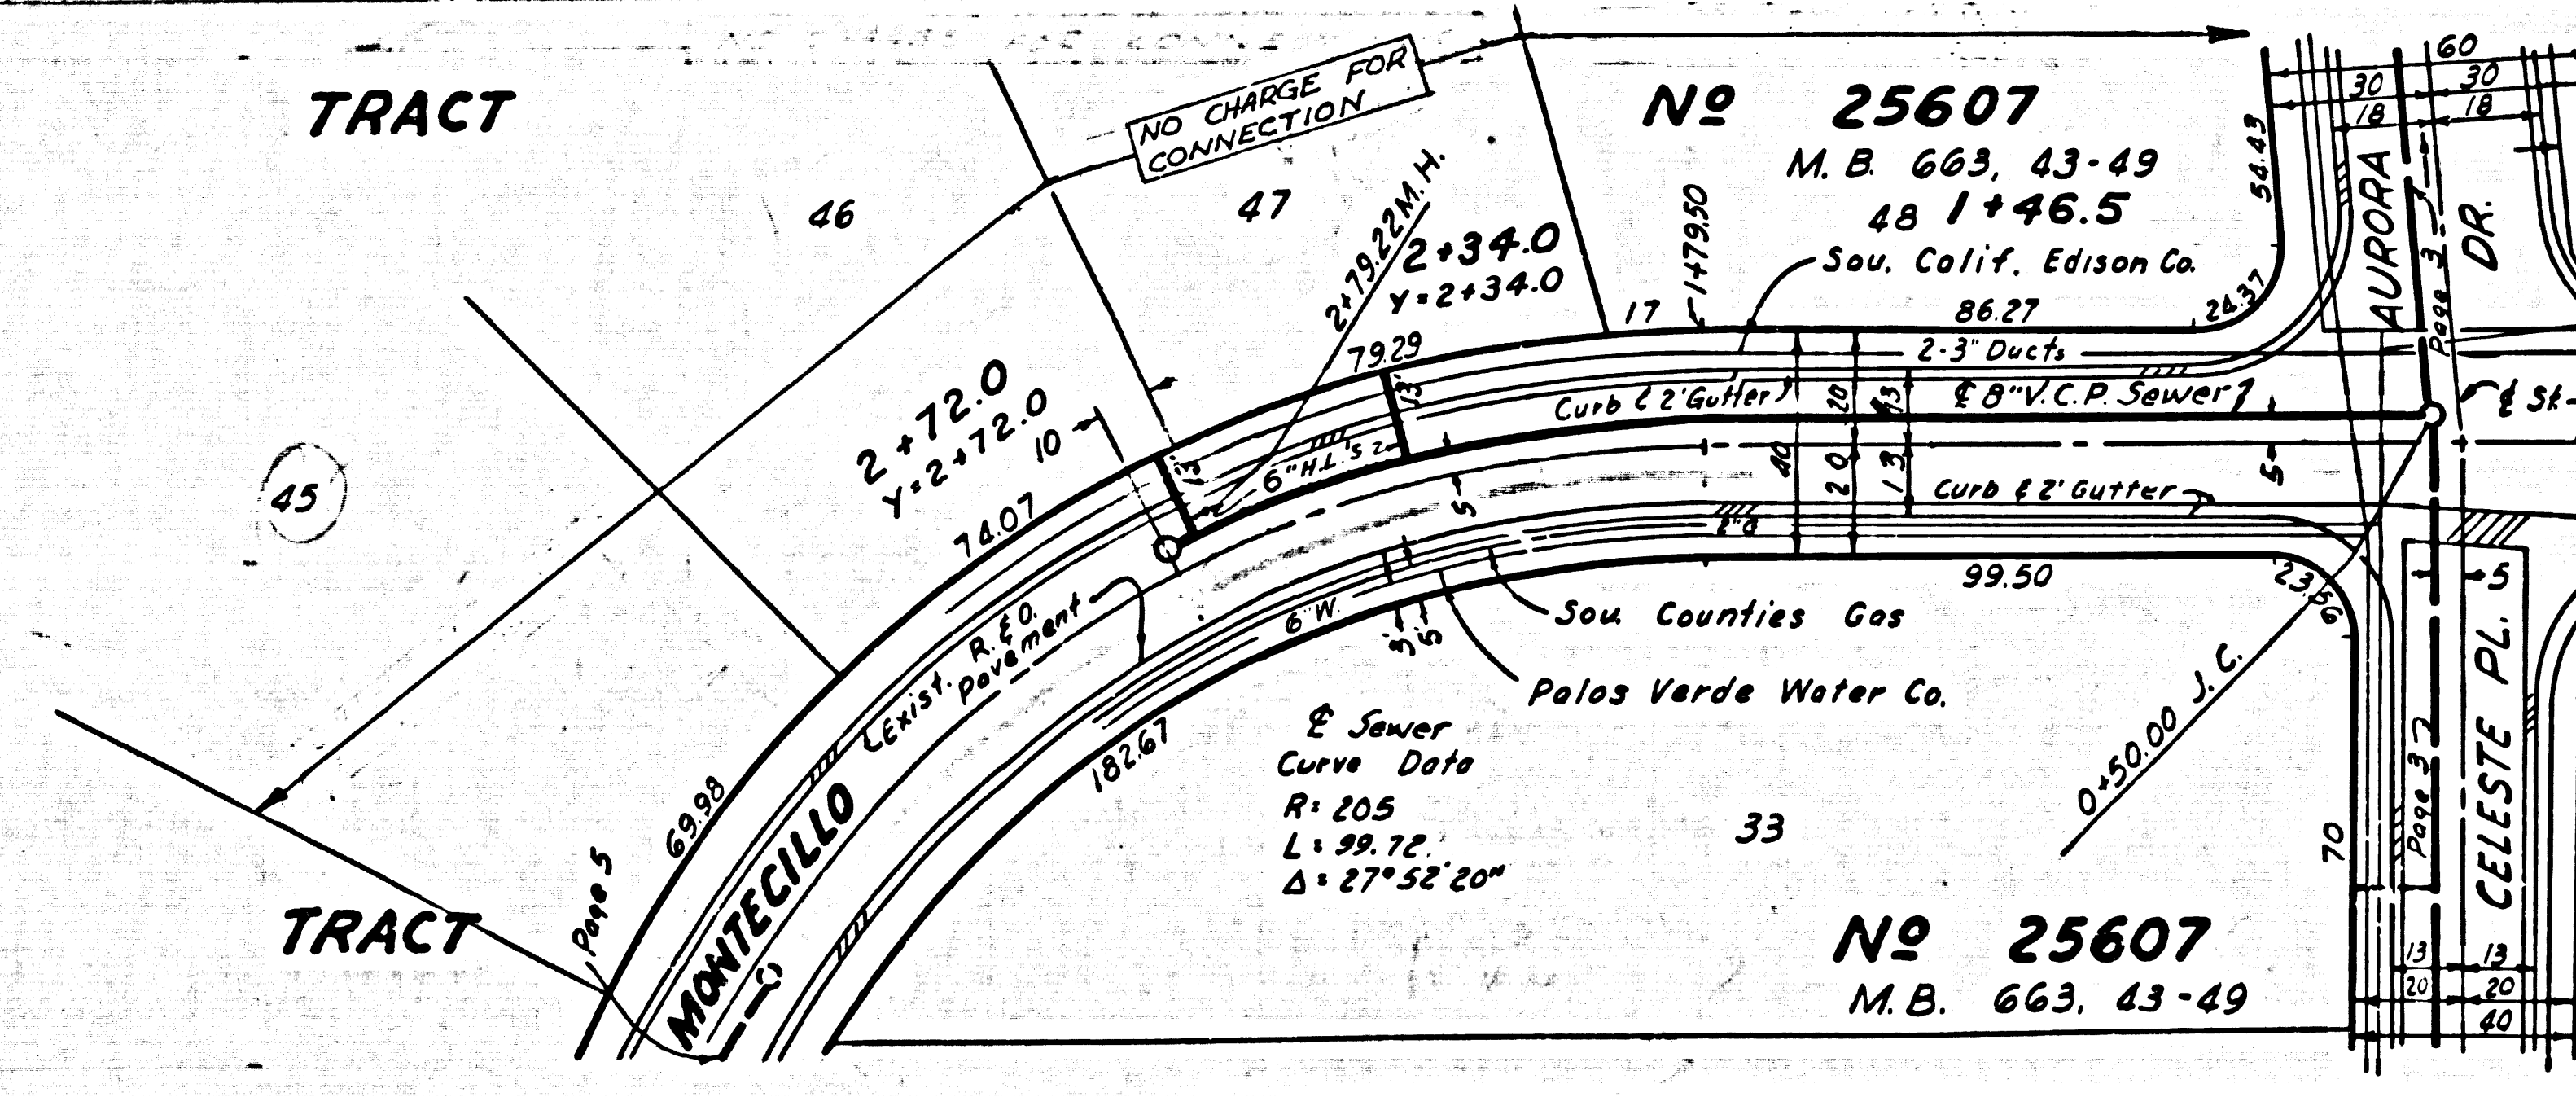 TRACT
NO CHARGE FOR
CONNECTION
Nº 25607
M. B. 663, 43-49
48 1+46.5
Sou. Calif. Edison Co.
46
47
2+79.22 M.H.
2+34.0
Y=2+34.0
1+79.50
17
86.27
24.37
54.43
60
30
30
18
18
AURORA
DR.
Page 3
79.29
2-3" Ducts
Curb & 2' Gutter
℄ 8" V.C.P. Sewer
℄ St.
2+72.0
Y=2+72.0
10
13'
13'
6" H.L.'s 2
45
74.07
5
40
20
20
13
13
5
Curb & 2' Gutter
2" G
99.50
23.56
5
Exist. R. & O.
Pavement
6" W.
3'
5'
Sou. Counties Gas
Palos Verde Water Co.
℄ Sewer
Curve Data
R= 205
L= 99.72
Δ= 27°52'20"
182.67
69.98
MONTECILLO
Page 5
33
0+50.00 J. C.
70
Page 3
CELESTE PL.
TRACT
Nº 25607
M. B. 663, 43-49
13
13
20
20
40